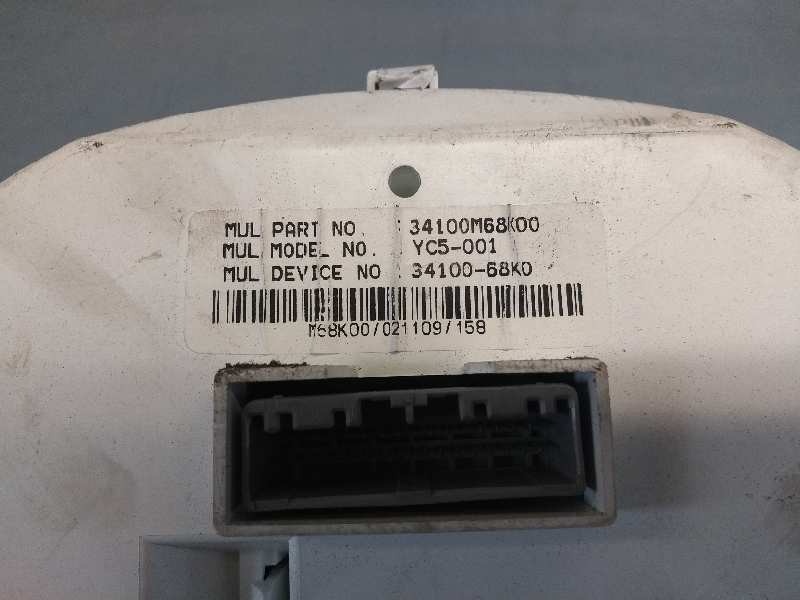 MUL PART NO. : 34100M68K00
MUL MODEL NO. YC5-001
MUL DEVICE NO : 34100-68K0
M68K00/021109/158